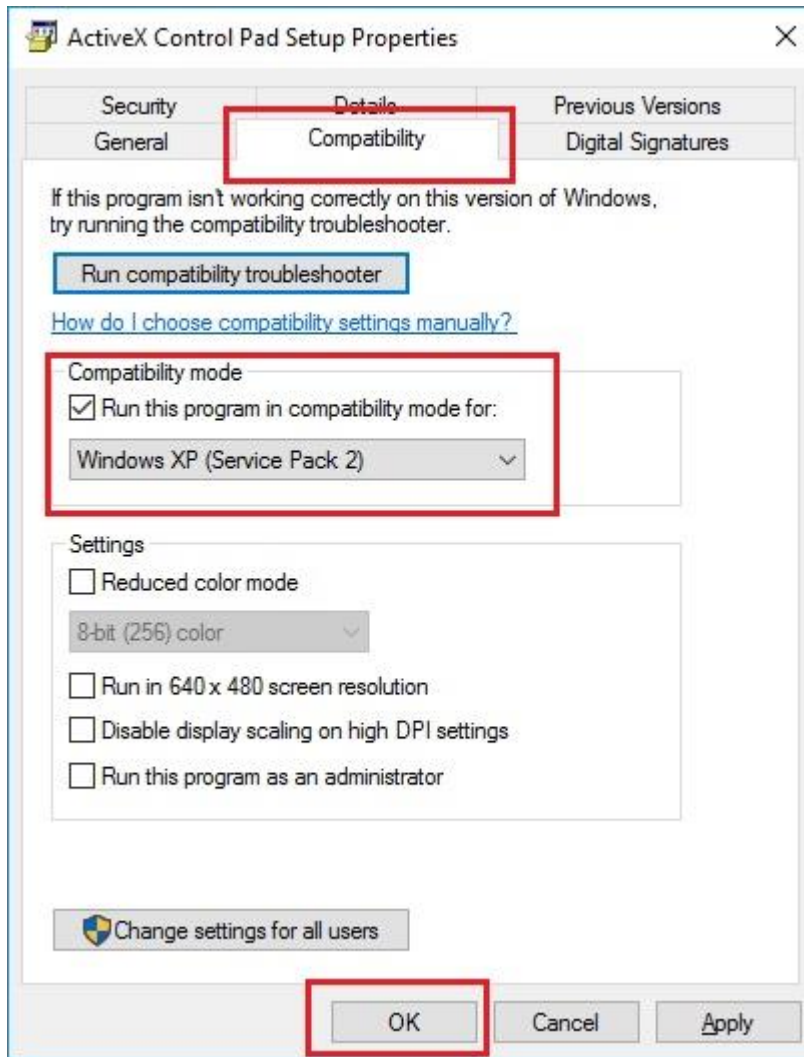 ActiveX Control Pad Setup Properties
Security Details Previous Versions
General Compatibility Digital Signatures
If this program isn't working correctly on this version of Windows,
try running the compatibility troubleshooter.
Run compatibility troubleshooter
How do I choose compatibility settings manually?
Compatibility mode
Run this program in compatibility mode for:
Windows XP (Service Pack 2)
Settings
Reduced color mode
8-bit (256) color
Run in 640 x 480 screen resolution
Disable display scaling on high DPI settings
Run this program as an administrator
Change settings for all users
OK Cancel Apply